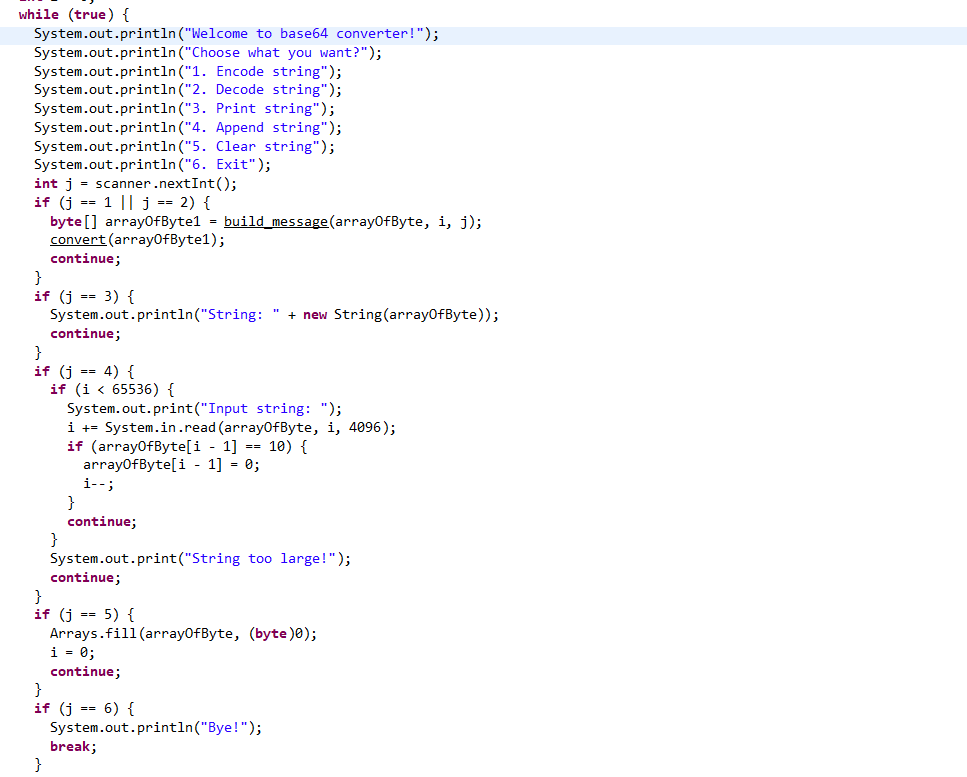 while (true) {
System.out.println("Welcome to base64 converter!");
System.out.println("Choose what you want?");
System.out.println("1. Encode string");
System.out.println("2. Decode string");
System.out.println("3. Print string");
System.out.println("4. Append string");
System.out.println("5. Clear string");
System.out.println("6. Exit");
int j = scanner.nextInt();
if (j == 1 || j == 2) {
byte[] arrayOfByte1 = build_message(arrayOfByte, i, j);
convert(arrayOfByte1);
continue;
}
if (j == 3) {
System.out.println("String: " + new String(arrayOfByte));
continue;
}
if (j == 4) {
if (i < 65536) {
System.out.print("Input string: ");
i += System.in.read(arrayOfByte, i, 4096);
if (arrayOfByte[i - 1] == 10) {
arrayOfByte[i - 1] = 0;
i--;
}
continue;
}
System.out.print("String too large!");
continue;
}
if (j == 5) {
Arrays.fill(arrayOfByte, (byte)0);
i = 0;
continue;
}
if (j == 6) {
System.out.println("Bye!");
break;
}